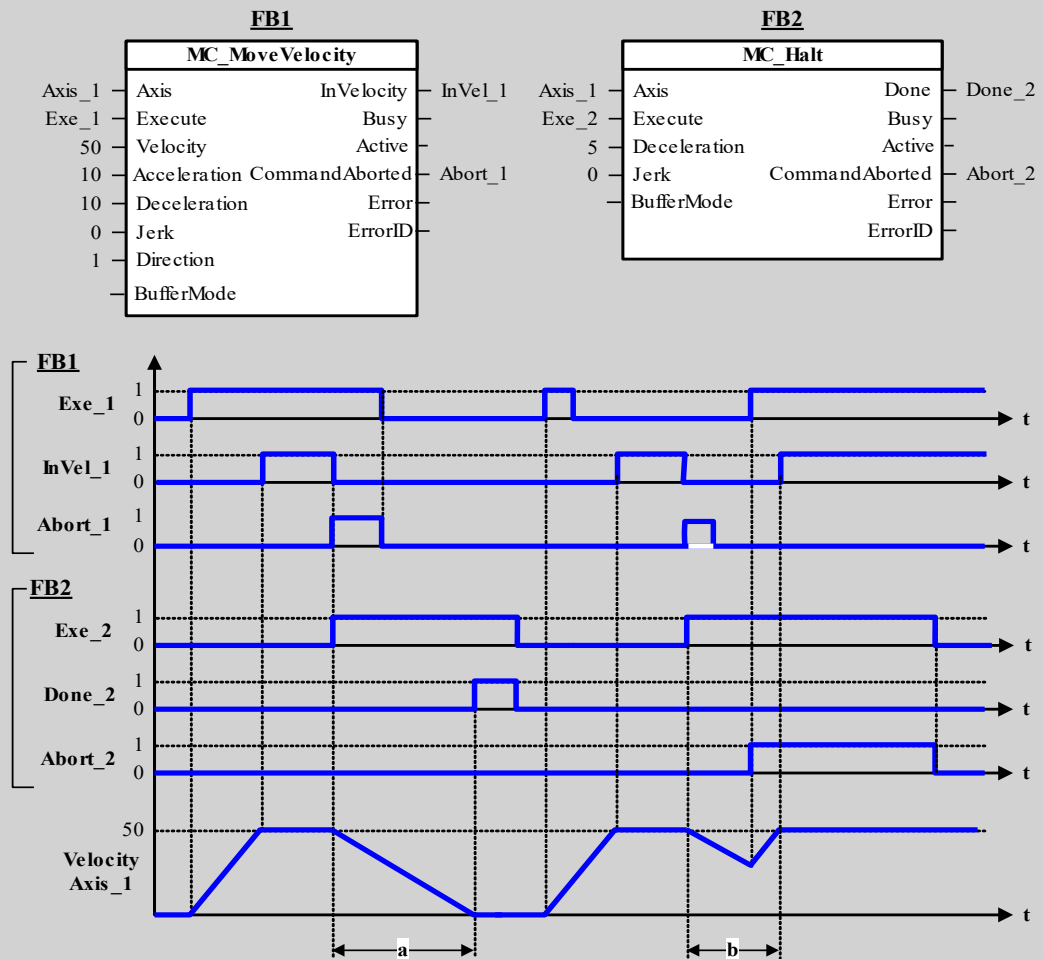 FB1
FB2
MC_MoveVelocity
MC_Halt
Axis_1 Axis InVelocity InVel_1
Exe_1 Execute Busy
50 Velocity Active
10 Acceleration CommandAborted Abort_1
10 Deceleration Error
0 Jerk ErrorID
1 Direction
BufferMode
Axis_1 Axis Done Done_2
Exe_2 Execute Busy
5 Deceleration Active
0 Jerk CommandAborted Abort_2
BufferMode Error
ErrorID
FB1
1
Exe_1
0 t
1
InVel_1
0 t
1
Abort_1
0 t
FB2
1
Exe_2
0 t
1
Done_2
0 t
1
Abort_2
0 t
50
Velocity
Axis_1
t
a
b